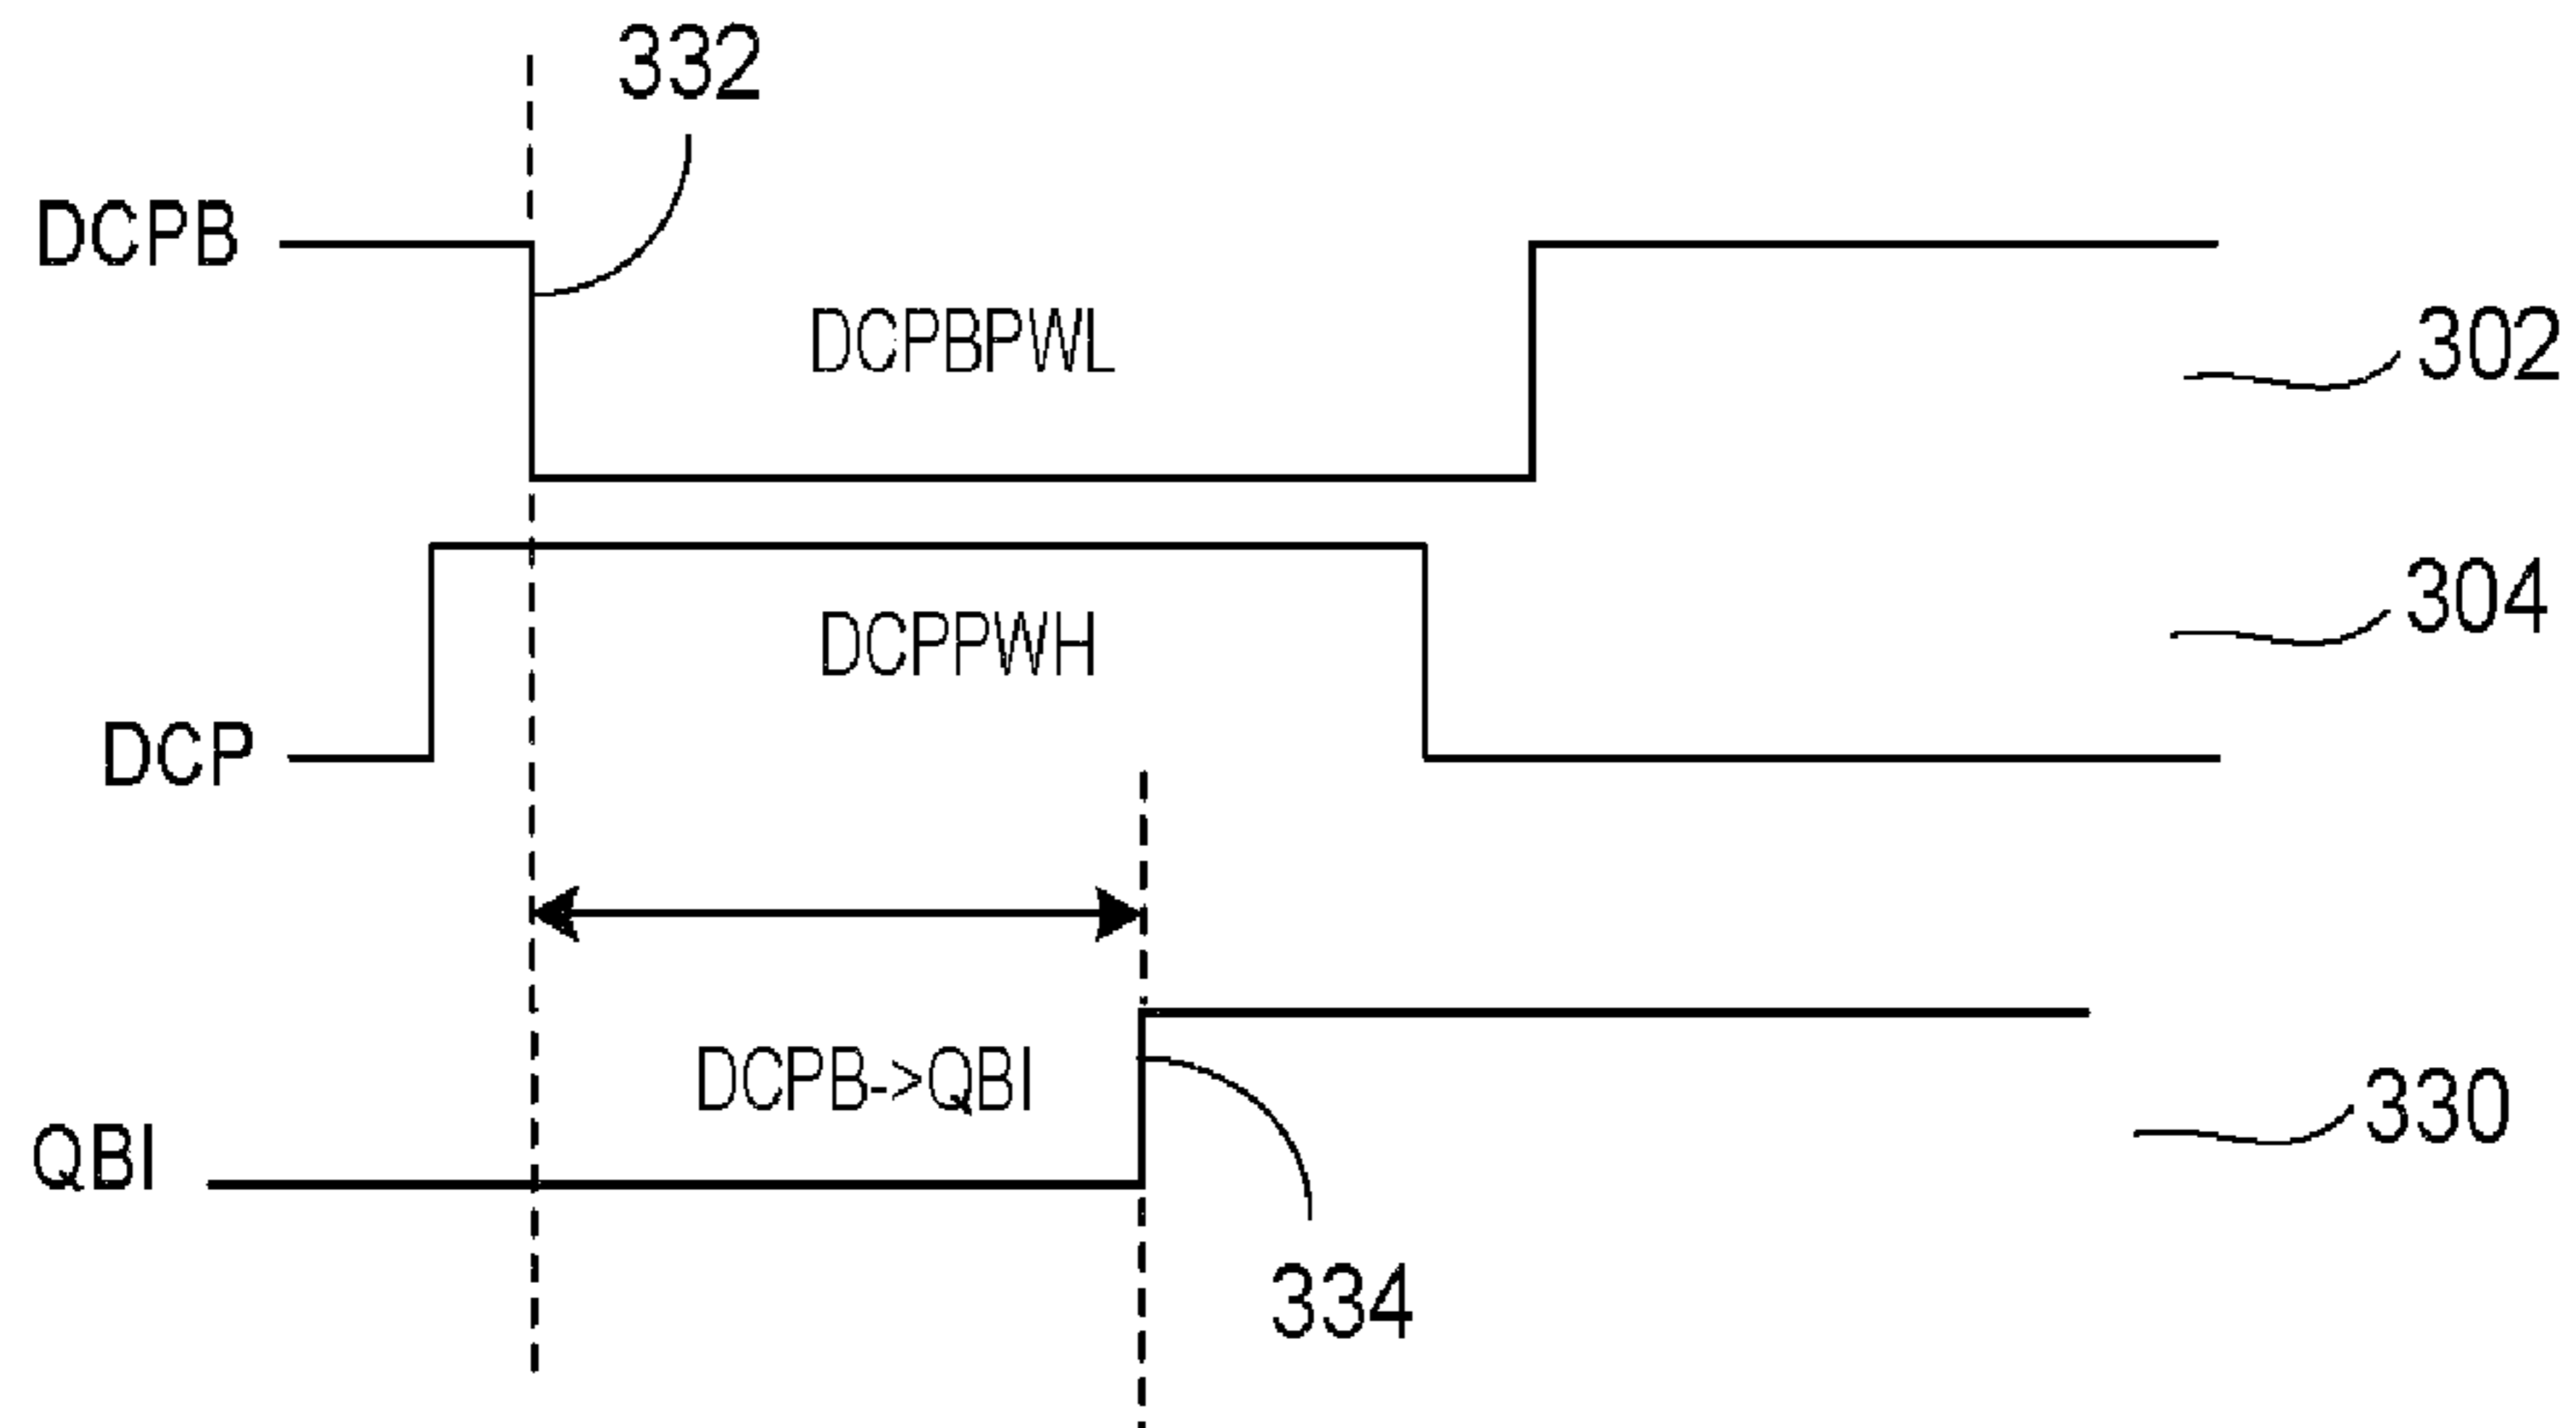 332
DCPB
DCPBPWL
302
304
DCPPWH
DCP
DCPB->QBI
330
QBI
334